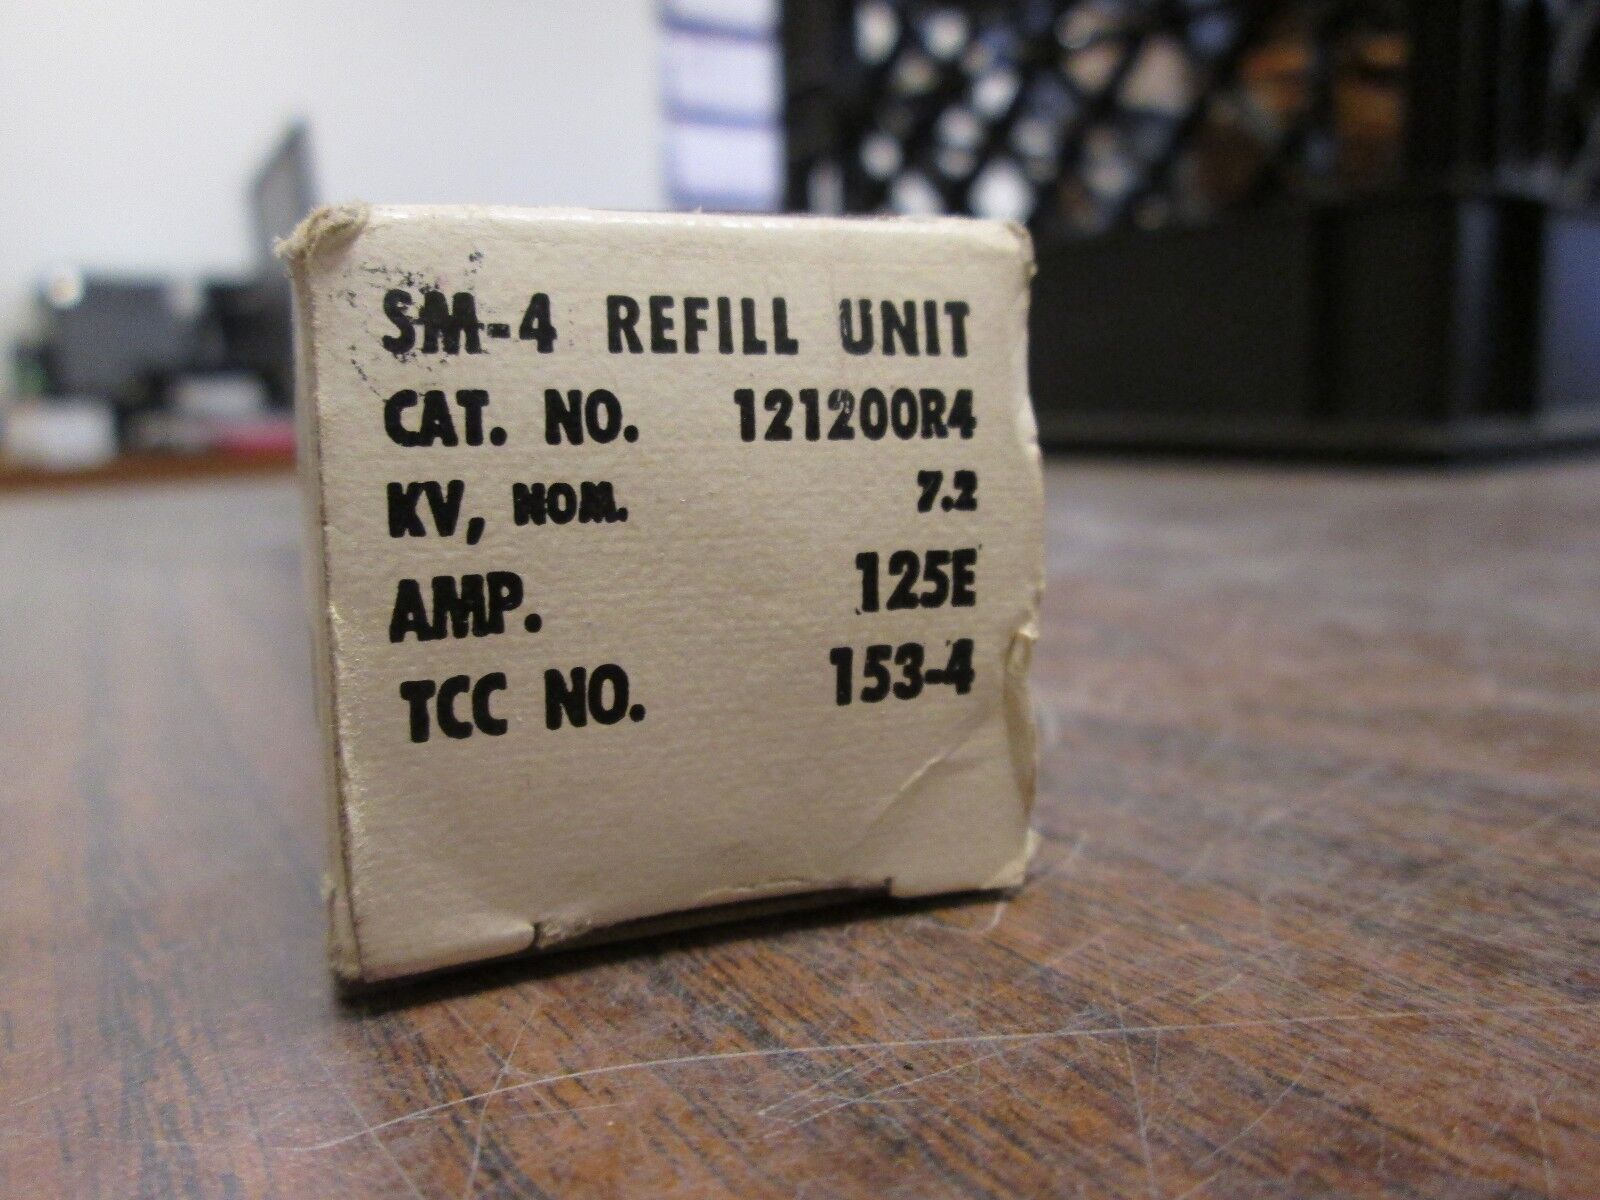 SM-4 REFILL UNIT
CAT. NO. 121200R4
KV, NOM. 7.2
AMP. 125E
TCC NO. 153-4